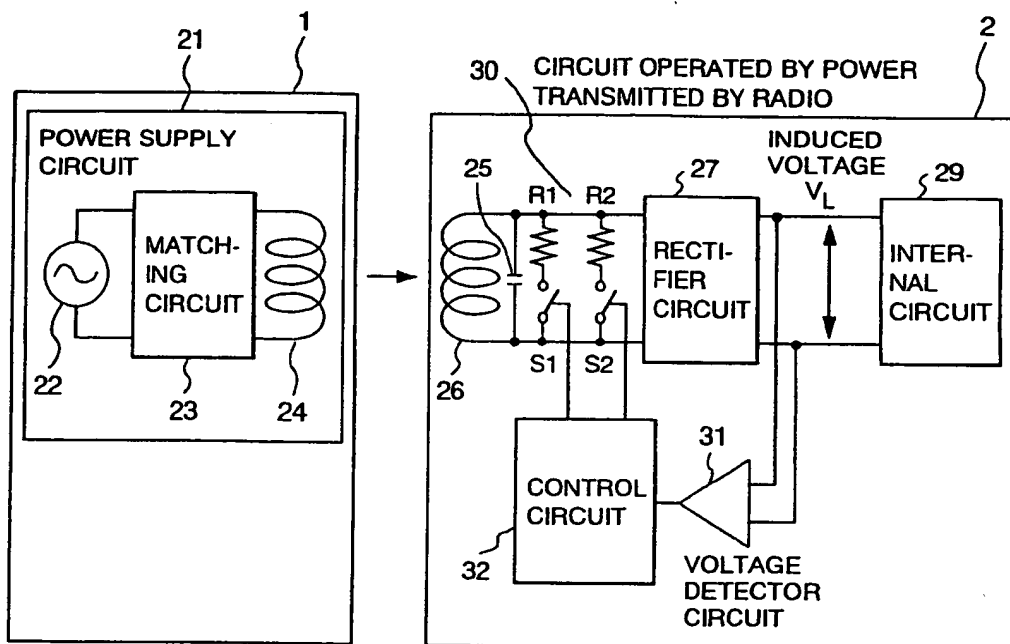 1
21
POWER SUPPLY
CIRCUIT
MATCH-
ING
CIRCUIT
22
23
24
2
30
CIRCUIT OPERATED BY POWER
TRANSMITTED BY RADIO
25
R1
R2
27
INDUCED
VOLTAGE
VL
29
RECTI-
FIER
CIRCUIT
INTER-
NAL
CIRCUIT
26
S1
S2
31
CONTROL
CIRCUIT
32
VOLTAGE
DETECTOR
CIRCUIT